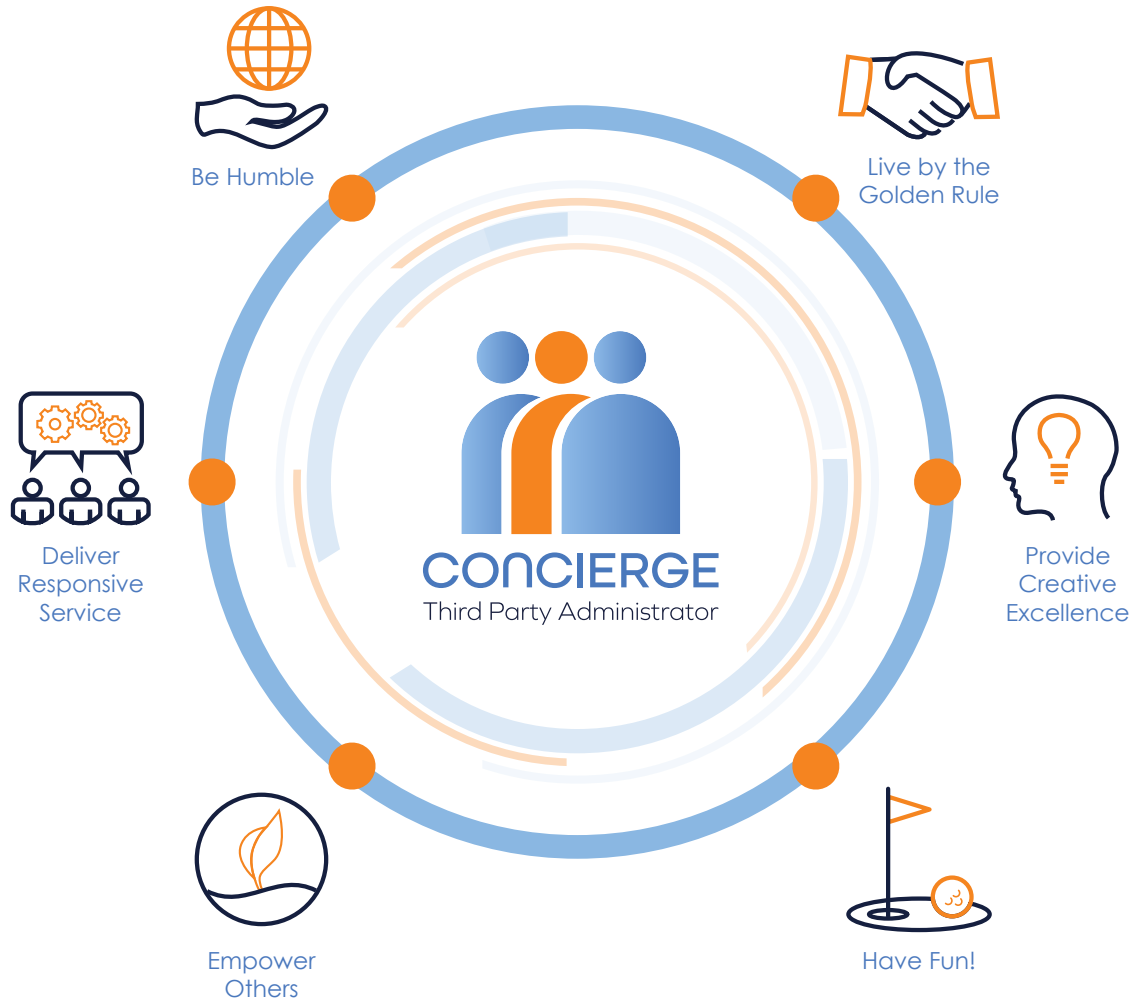 Be Humble
Live by the
Golden Rule
Deliver
Responsive
Service
CONCIERGE
Third Party Administrator
Provide
Creative
Excellence
Empower
Others
Have Fun!